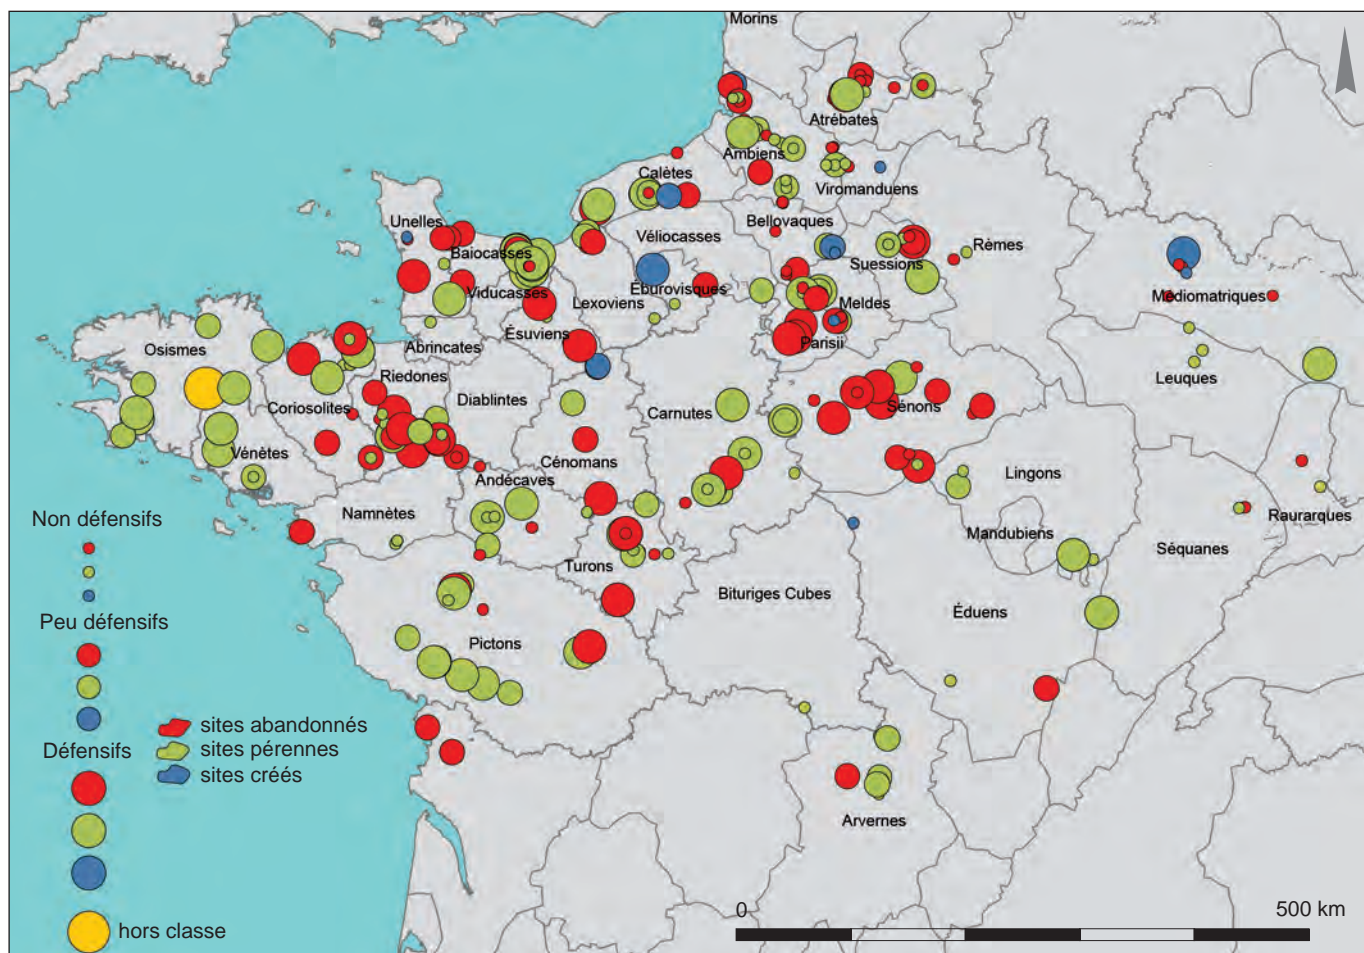 Morins
Atrébates
Ambiens
Calètes
Viromanduens
Unelles
Bellovaques
Véliocasses
Rèmes
Baiocasses
Suessions
Éburovisques
Médiomatriques
Viducasses
Lexoviens
Meldes
Ésuviens
Parisii
Osismes
Abrincates
Riedones
Leuques
Diablintes
Coriosolites
Carnutes
Sénons
Vénètes
Cénomans
Andécaves
Lingons
Namnètes
Raurarques
Mandubiens
Séquanes
Turons
Bituriges Cubes
Éduens
Pictons
Arvernes
Non défensifs
Peu défensifs
Défensifs
sites abandonnés
sites pérennes
sites créés
hors classe
0
500 km